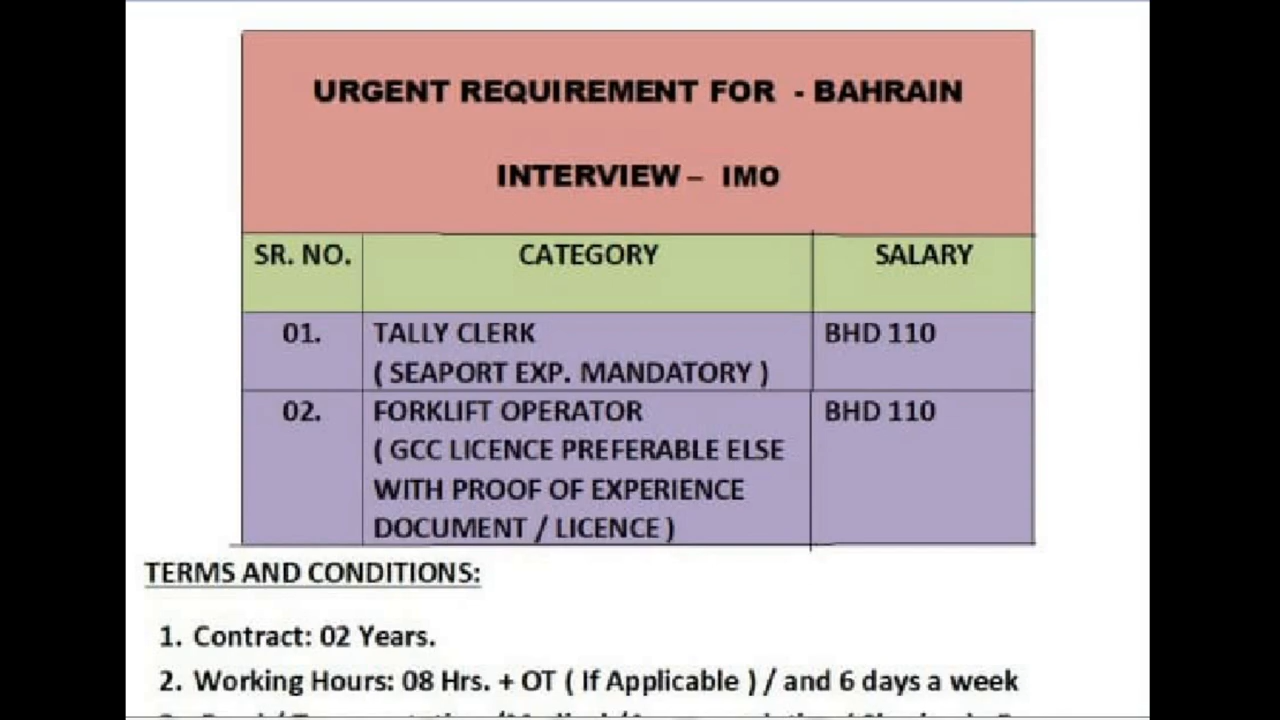 URGENT REQUIREMENT FOR - BAHRAIN
INTERVIEW – IMO
SR. NO. CATEGORY SALARY
01. TALLY CLERK BHD 110
( SEAPORT EXP. MANDATORY )
02. FORKLIFT OPERATOR BHD 110
( GCC LICENCE PREFERABLE ELSE
WITH PROOF OF EXPERIENCE
DOCUMENT / LICENCE )
TERMS AND CONDITIONS:
1. Contract: 02 Years.
2. Working Hours: 08 Hrs. + OT ( If Applicable ) / and 6 days a week